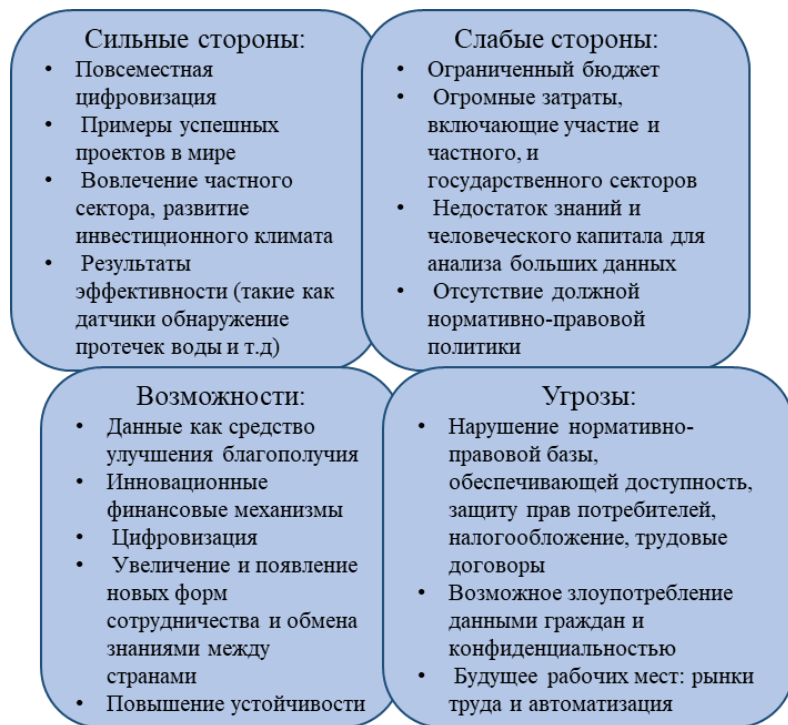 Сильные стороны:
• Повсеместная
цифровизация
• Примеры успешных
проектов в мире
• Вовлечение частного
сектора, развитие
инвестиционного климата
• Результаты
эффективности (такие как
датчики обнаружение
протечек воды и т.д)
Слабые стороны:
• Ограниченный бюджет
• Огромные затраты,
включающие участие и
частного, и
государственного секторов
• Недостаток знаний и
человеческого капитала для
анализа больших данных
• Отсутствие должной
нормативно-правовой
политики
Возможности:
• Данные как средство
улучшения благополучия
• Инновационные
финансовые механизмы
• Цифровизация
• Увеличение и появление
новых форм
сотрудничества и обмена
знаниями между
странами
• Повышение устойчивости
Угрозы:
• Нарушение нормативно-
правовой базы,
обеспечивающей доступность,
защиту прав потребителей,
налогообложение, трудовые
договоры
• Возможное злоупотребление
данными граждан и
конфиденциальностью
• Будущее рабочих мест: рынки
труда и автоматизация